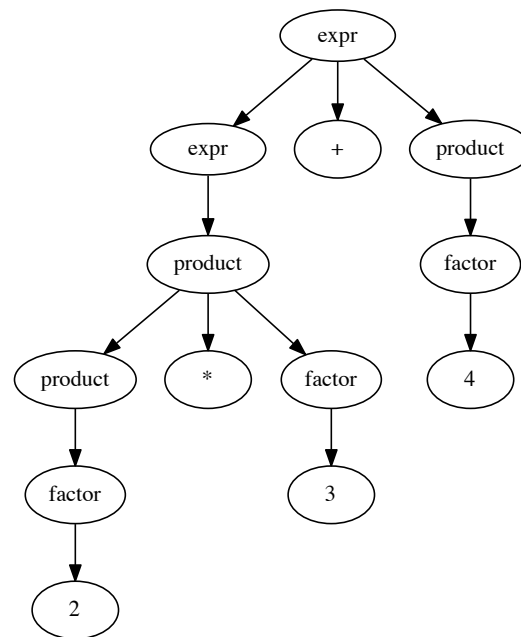 expr
expr
+
product
product
factor
product
*
factor
4
factor
3
2